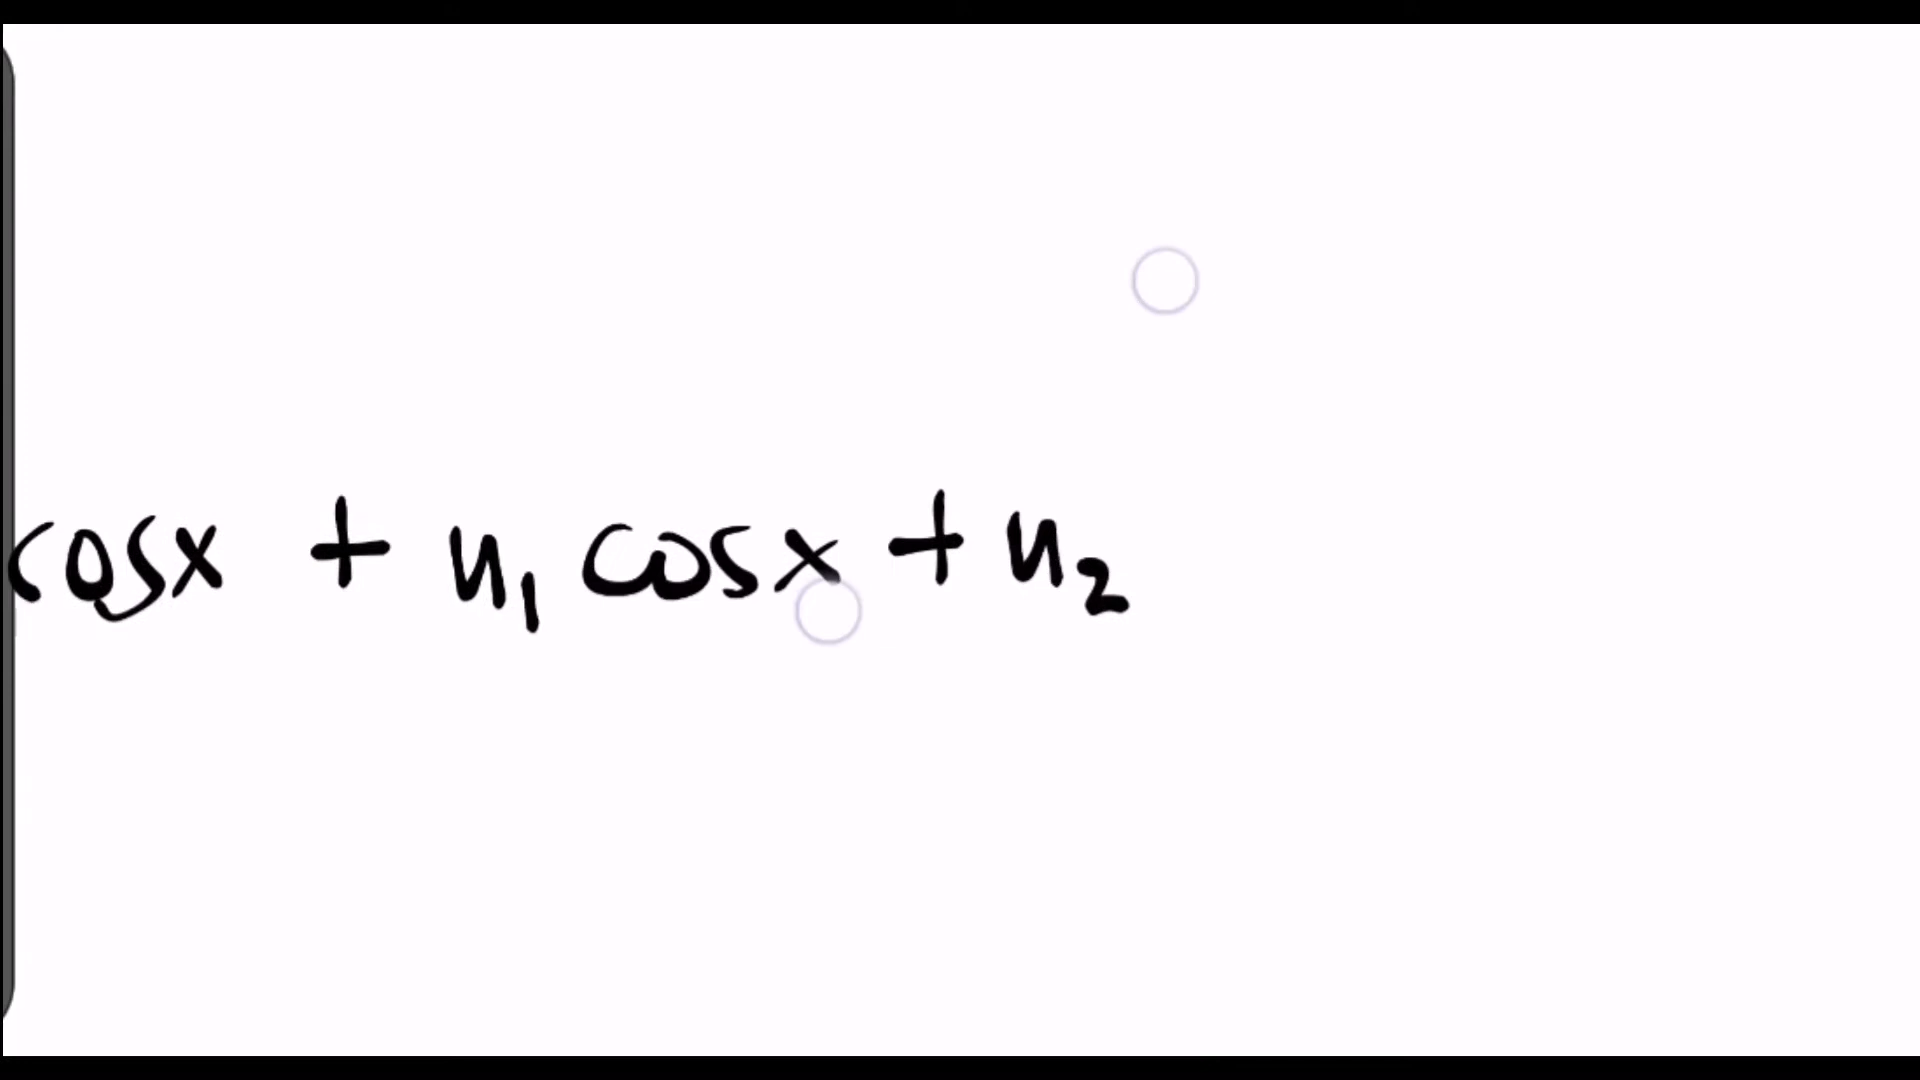 cosx + u₁ cosx + u₂